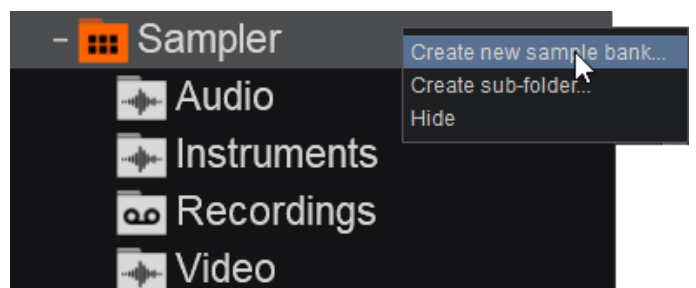 Sampler
Create new sample bank...
Create sub-folder...
Hide
Audio
Instruments
Recordings
Video